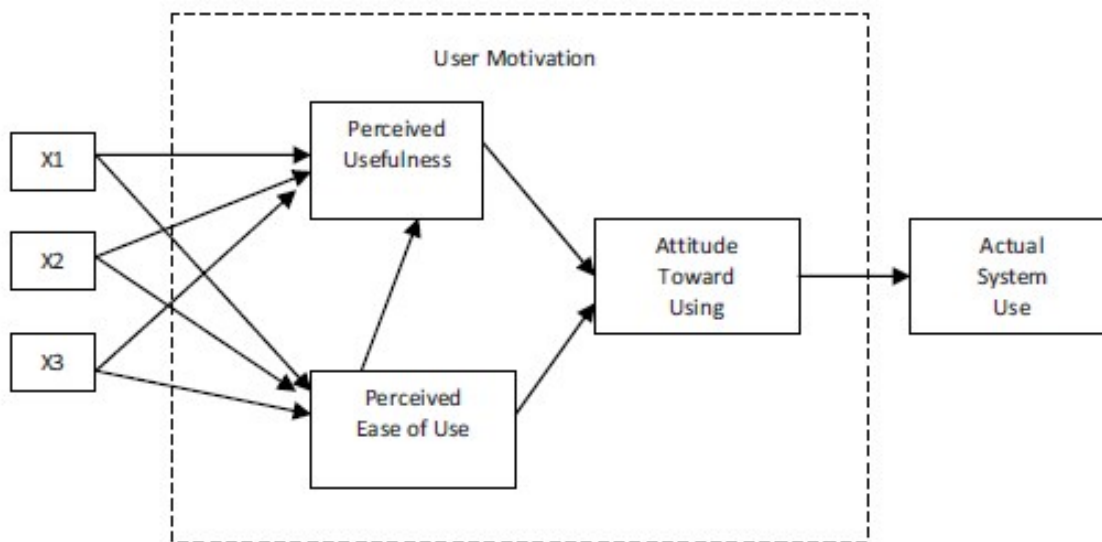 User Motivation
X1
X2
X3
Perceived
Usefulness
Perceived
Ease of Use
Attitude
Toward
Using
Actual
System
Use